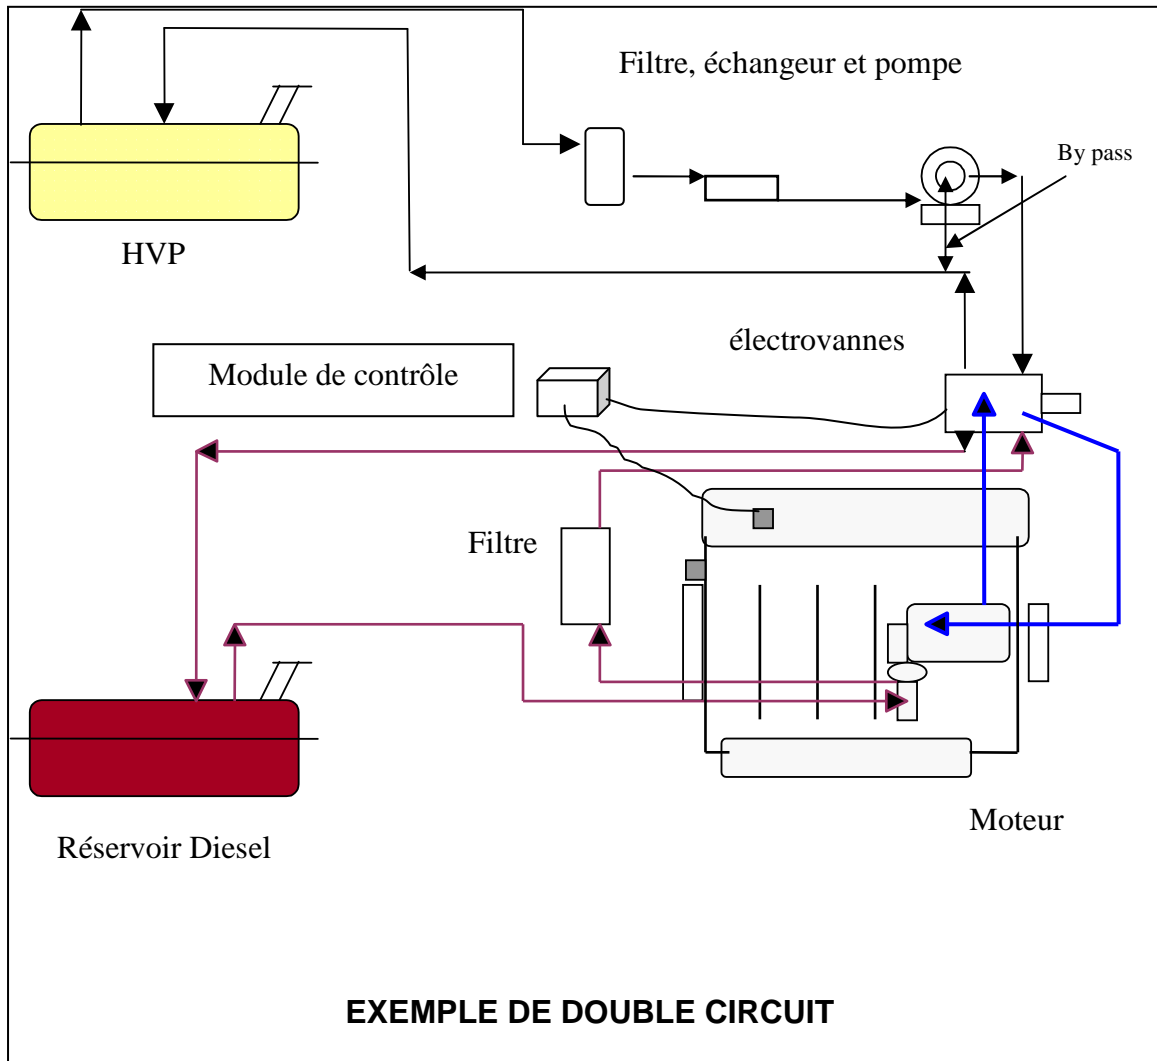 Filtre, échangeur et pompe
By pass
HVP
électrovannes
Module de contrôle
Filtre
Moteur
Réservoir Diesel
EXEMPLE DE DOUBLE CIRCUIT